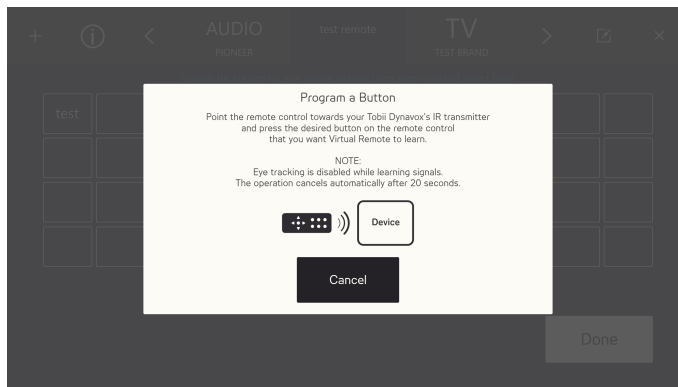 +
i
<
AUDIO
PIONEER
test remote
TV
TEST BRAND
>
×
test
Program a Button
Point the remote control towards your Tobii Dynavox's IR transmitter
and press the desired button on the remote control
that you want Virtual Remote to learn.
NOTE:
Eye tracking is disabled while learning signals.
The operation cancels automatically after 20 seconds.
Device
Cancel
Done